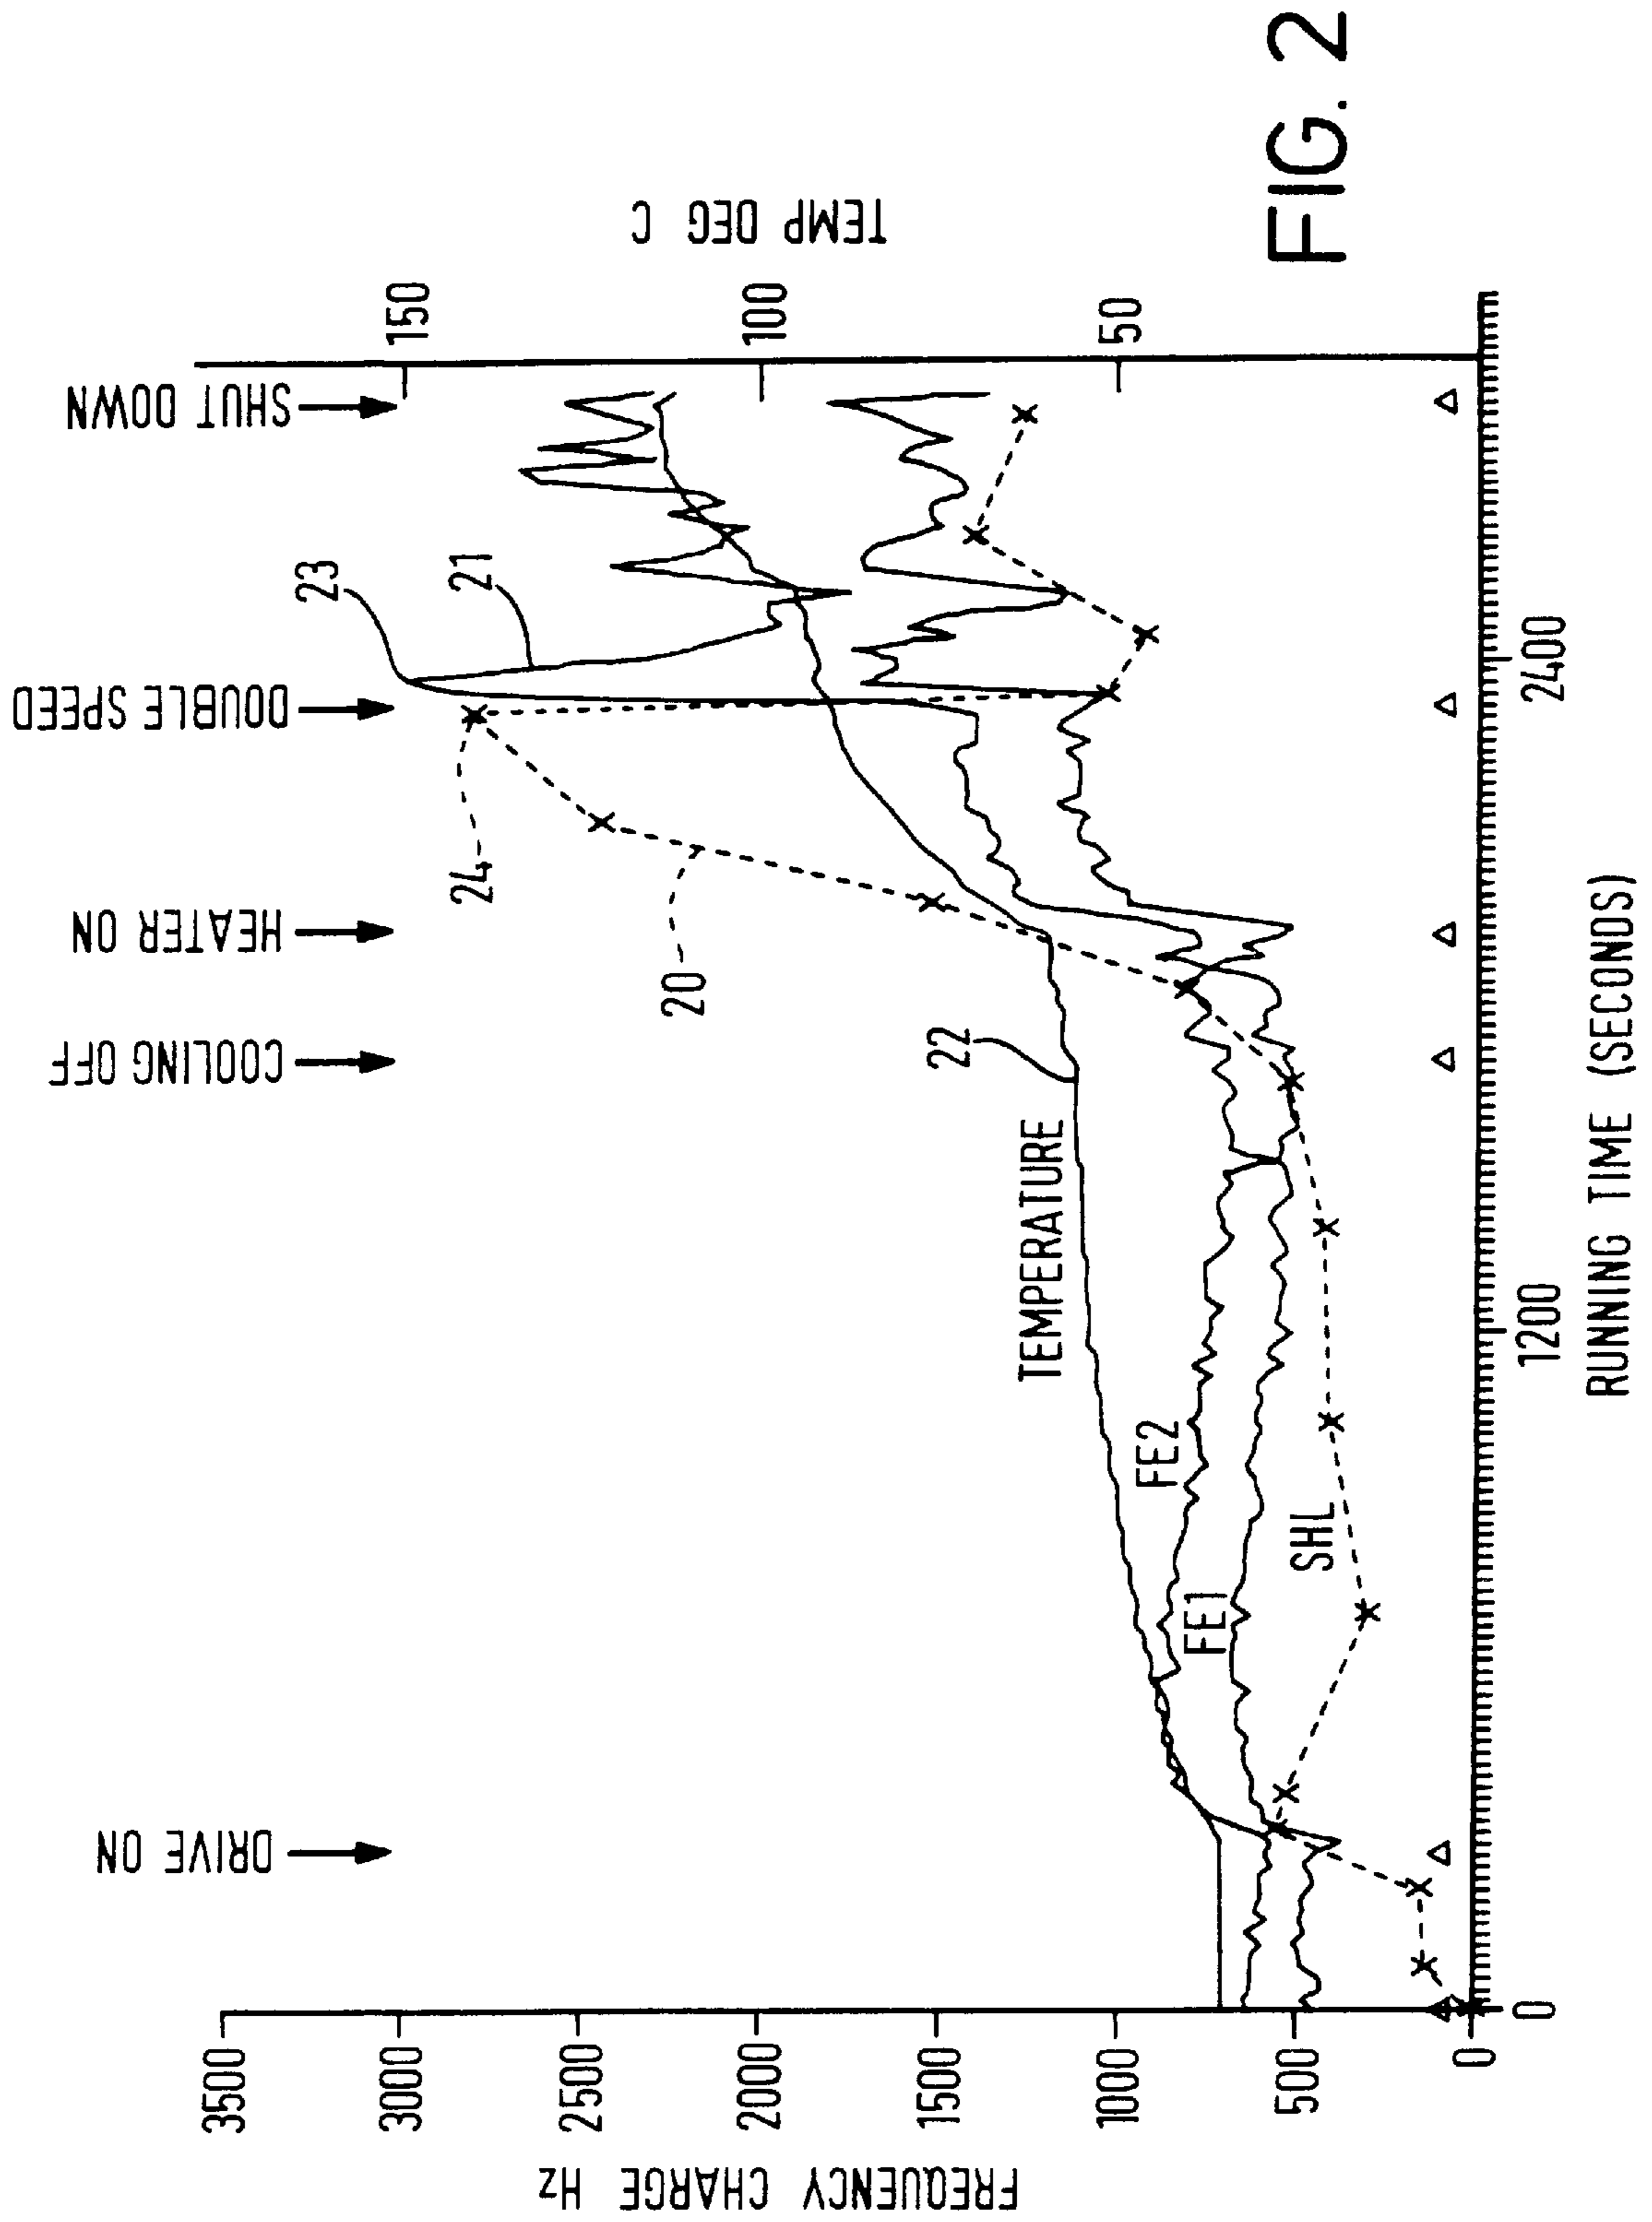 DRIVE ON
COOLING OFF
HEATER ON
DOUBLE SPEED
SHUT DOWN
FREQUENCY CHARGE Hz
3500
3000
2500
2000
1500
1000
500
0
TEMP DEG C
150
100
50
23
21
24
20
22
TEMPERATURE
FE2
FE1
SHL
0
1200
2400
RUNNING TIME (SECONDS)
FIG. 2